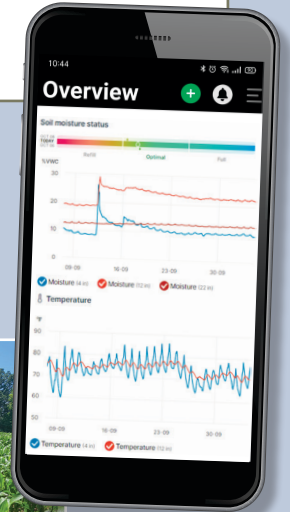 10:44
Overview
Soil moisture status
TODAY
Refill Optimal Full
%VWC
30
20
10
0
09-09 16-09 23-09 30-09
Moisture (4 in) Moisture (12 in) Moisture (22 in)
Temperature
°F
90
80
70
60
50
09-09 16-09 23-09 30-09
Temperature (4 in) Temperature (12 in)